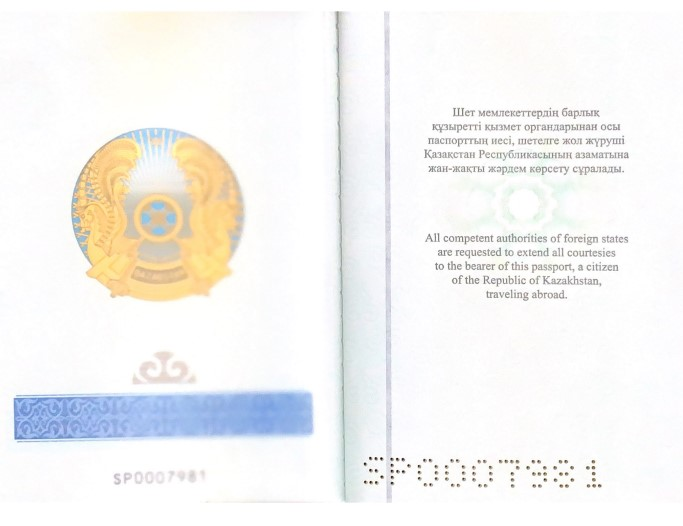 SP0007981
Шет мемлекеттердің барлық
құзыретті қызмет органдарынан осы
паспорттың иесі, шетелге жол жүруші
Қазақстан Республикасының азаматына
жан-жақты жәрдем көрсету сұралады.
All competent authorities of foreign states
are requested to extend all courtesies
to the bearer of this passport, a citizen
of the Republic of Kazakhstan,
traveling abroad.
SP0007981